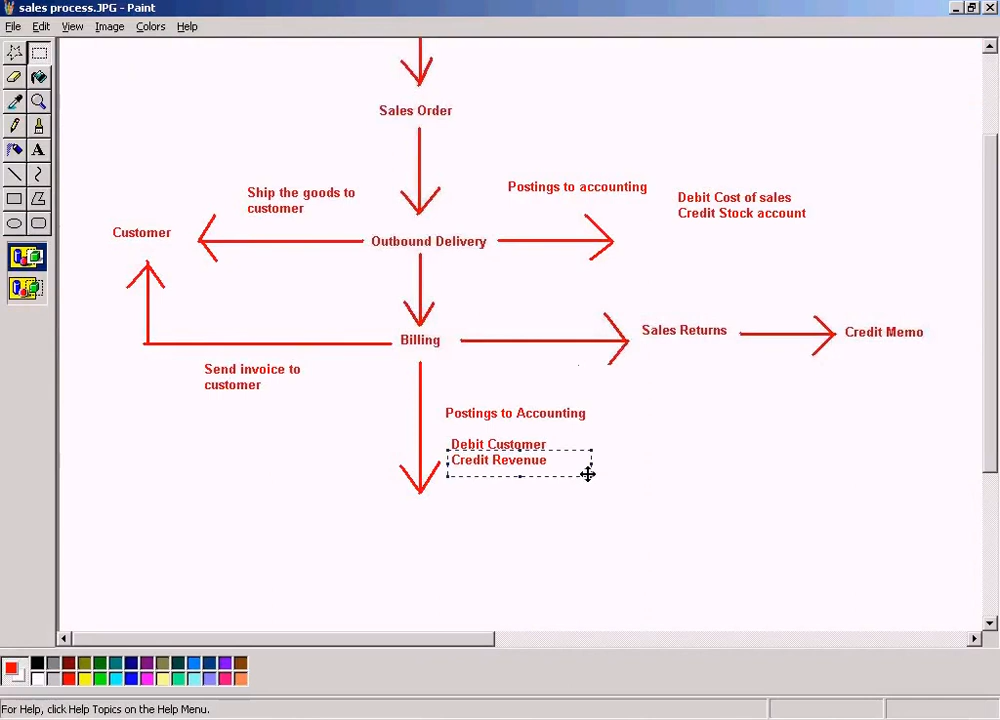 sales process.JPG - Paint
File Edit View Image Colors Help
Sales Order
Ship the goods to
customer
Postings to accounting
Debit Cost of sales
Credit Stock account
Customer
Outbound Delivery
Billing
Sales Returns
Credit Memo
Send invoice to
customer
Postings to Accounting
Debit Customer
Credit Revenue
For Help, click Help Topics on the Help Menu.